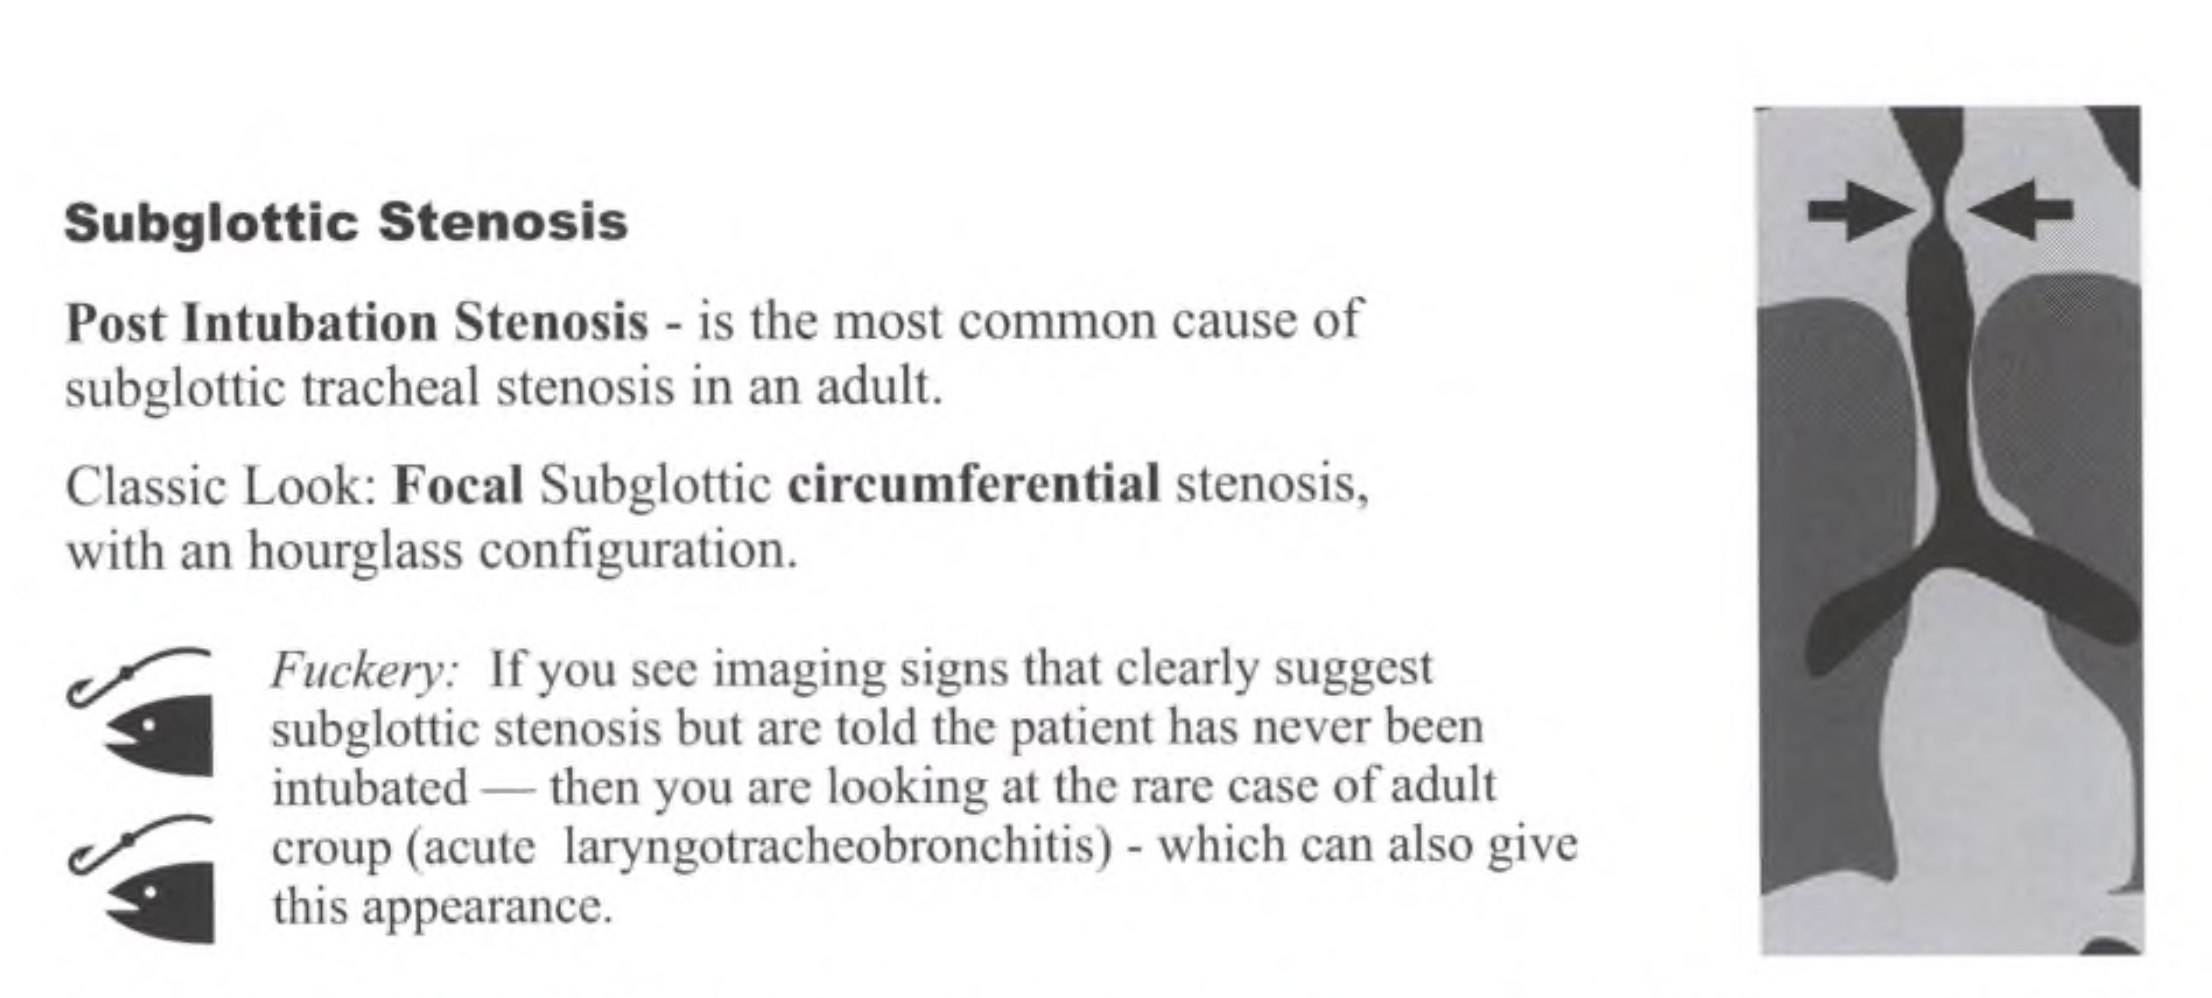 Subglottic Stenosis
Post Intubation Stenosis - is the most common cause of
subglottic tracheal stenosis in an adult.
Classic Look: Focal Subglottic circumferential stenosis,
with an hourglass configuration.
Fuckery: If you see imaging signs that clearly suggest
subglottic stenosis but are told the patient has never been
intubated — then you are looking at the rare case of adult
croup (acute laryngotracheobronchitis) - which can also give
this appearance.